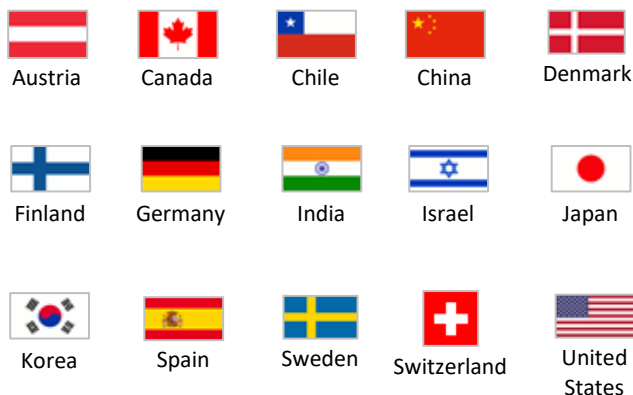 Austria Canada Chile China Denmark
Finland Germany India Israel Japan
Korea Spain Sweden Switzerland United
States